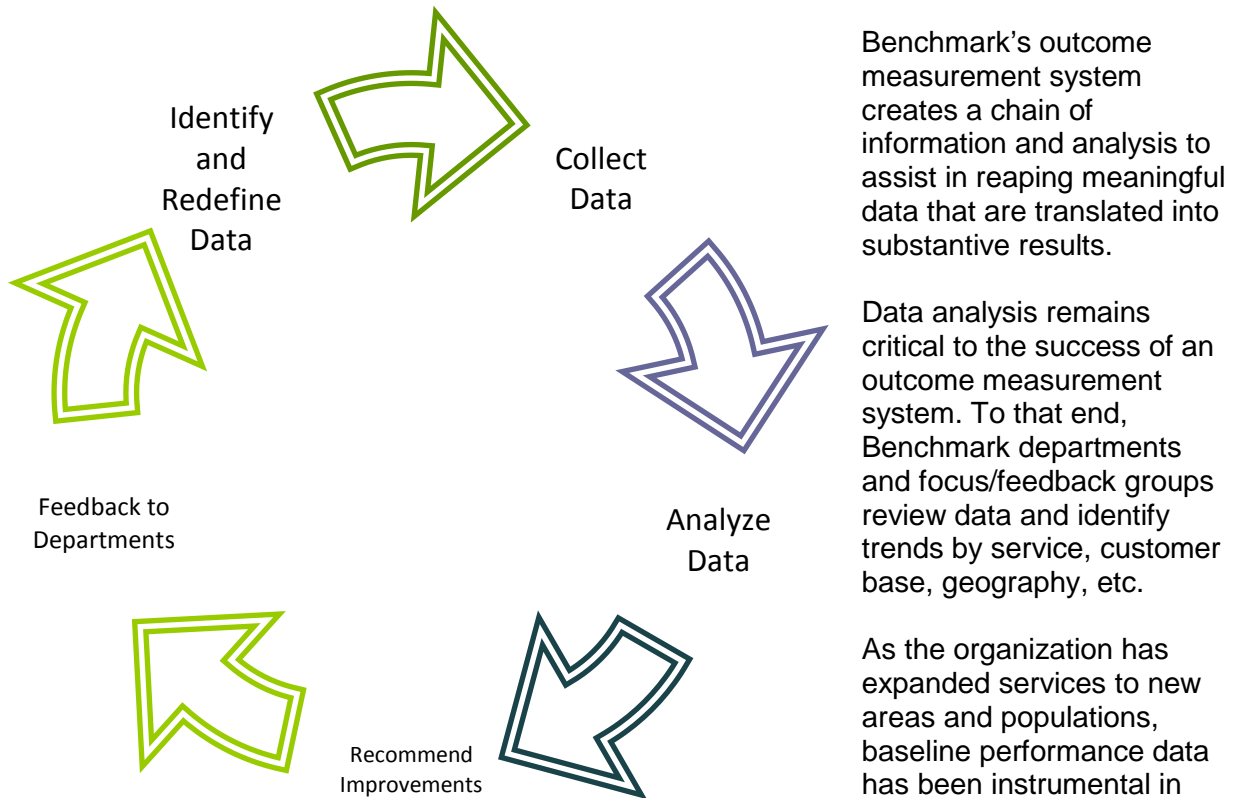 Identify
and
Redefine
Data
Collect
Data
Analyze
Data
Recommend
Improvements
Feedback to
Departments
Benchmark’s outcome
measurement system
creates a chain of
information and analysis to
assist in reaping meaningful
data that are translated into
substantive results.
Data analysis remains
critical to the success of an
outcome measurement
system. To that end,
Benchmark departments
and focus/feedback groups
review data and identify
trends by service, customer
base, geography, etc.
As the organization has
expanded services to new
areas and populations,
baseline performance data
has been instrumental in